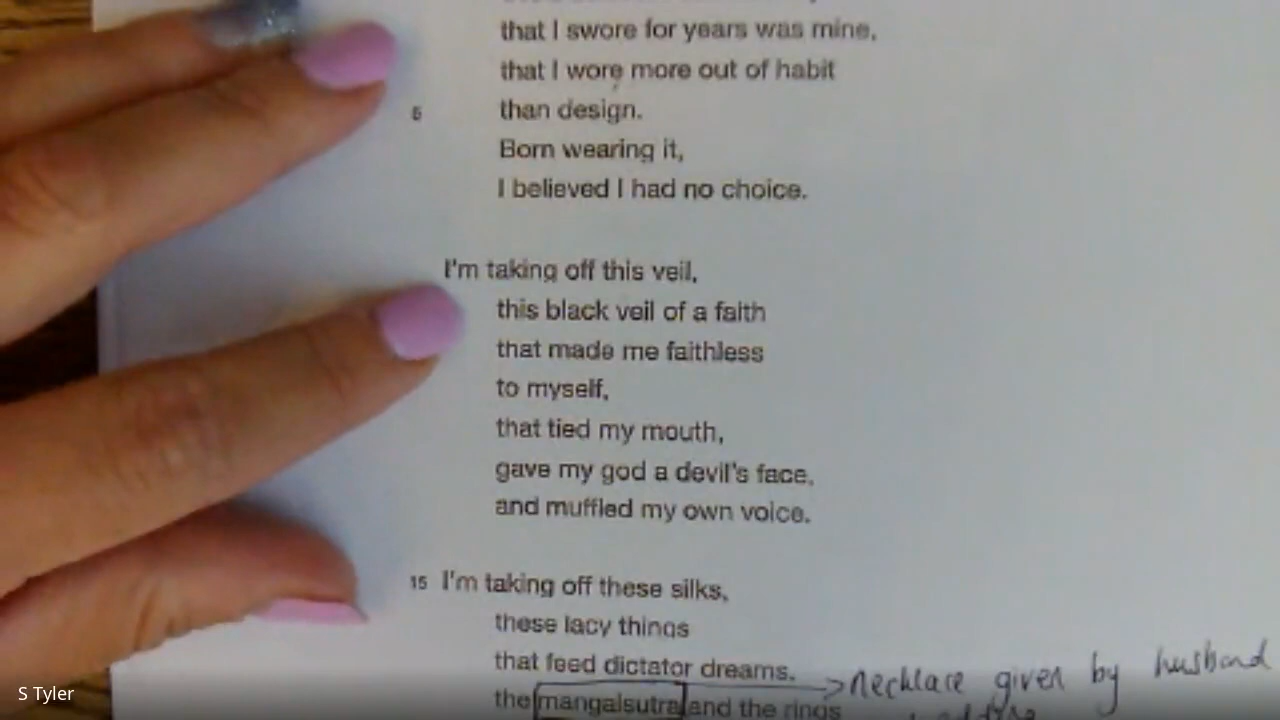 that I swore for years was mine,
that I wore more out of habit
5 than design.
Born wearing it,
I believed I had no choice.
I'm taking off this veil,
this black veil of a faith
that made me faithless
to myself,
that tied my mouth,
gave my god a devil's face,
and muffled my own voice.
15 I'm taking off these silks,
these lacy things
that feed dictator dreams,
the mangalsutra and the rings
necklace given by husband
S Tyler